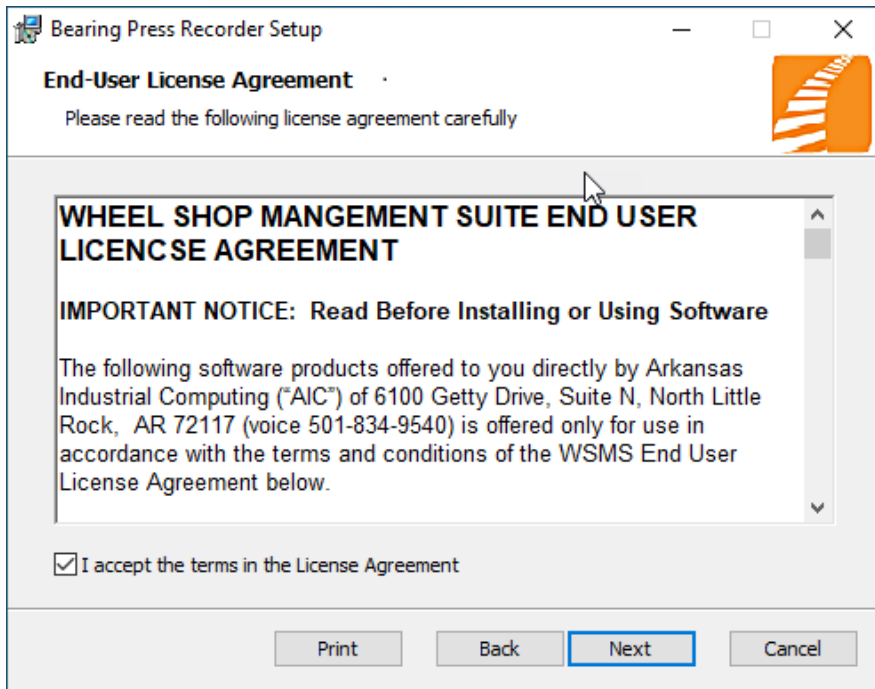 Bearing Press Recorder Setup
End-User License Agreement
Please read the following license agreement carefully
WHEEL SHOP MANGEMENT SUITE END USER
LICENCSE AGREEMENT
IMPORTANT NOTICE:  Read Before Installing or Using Software
The following software products offered to you directly by Arkansas
Industrial Computing (“AIC”) of 6100 Getty Drive, Suite N, North Little
Rock,  AR 72117 (voice 501-834-9540) is offered only for use in
accordance with the terms and conditions of the WSMS End User
License Agreement below.
I accept the terms in the License Agreement
Print
Back
Next
Cancel